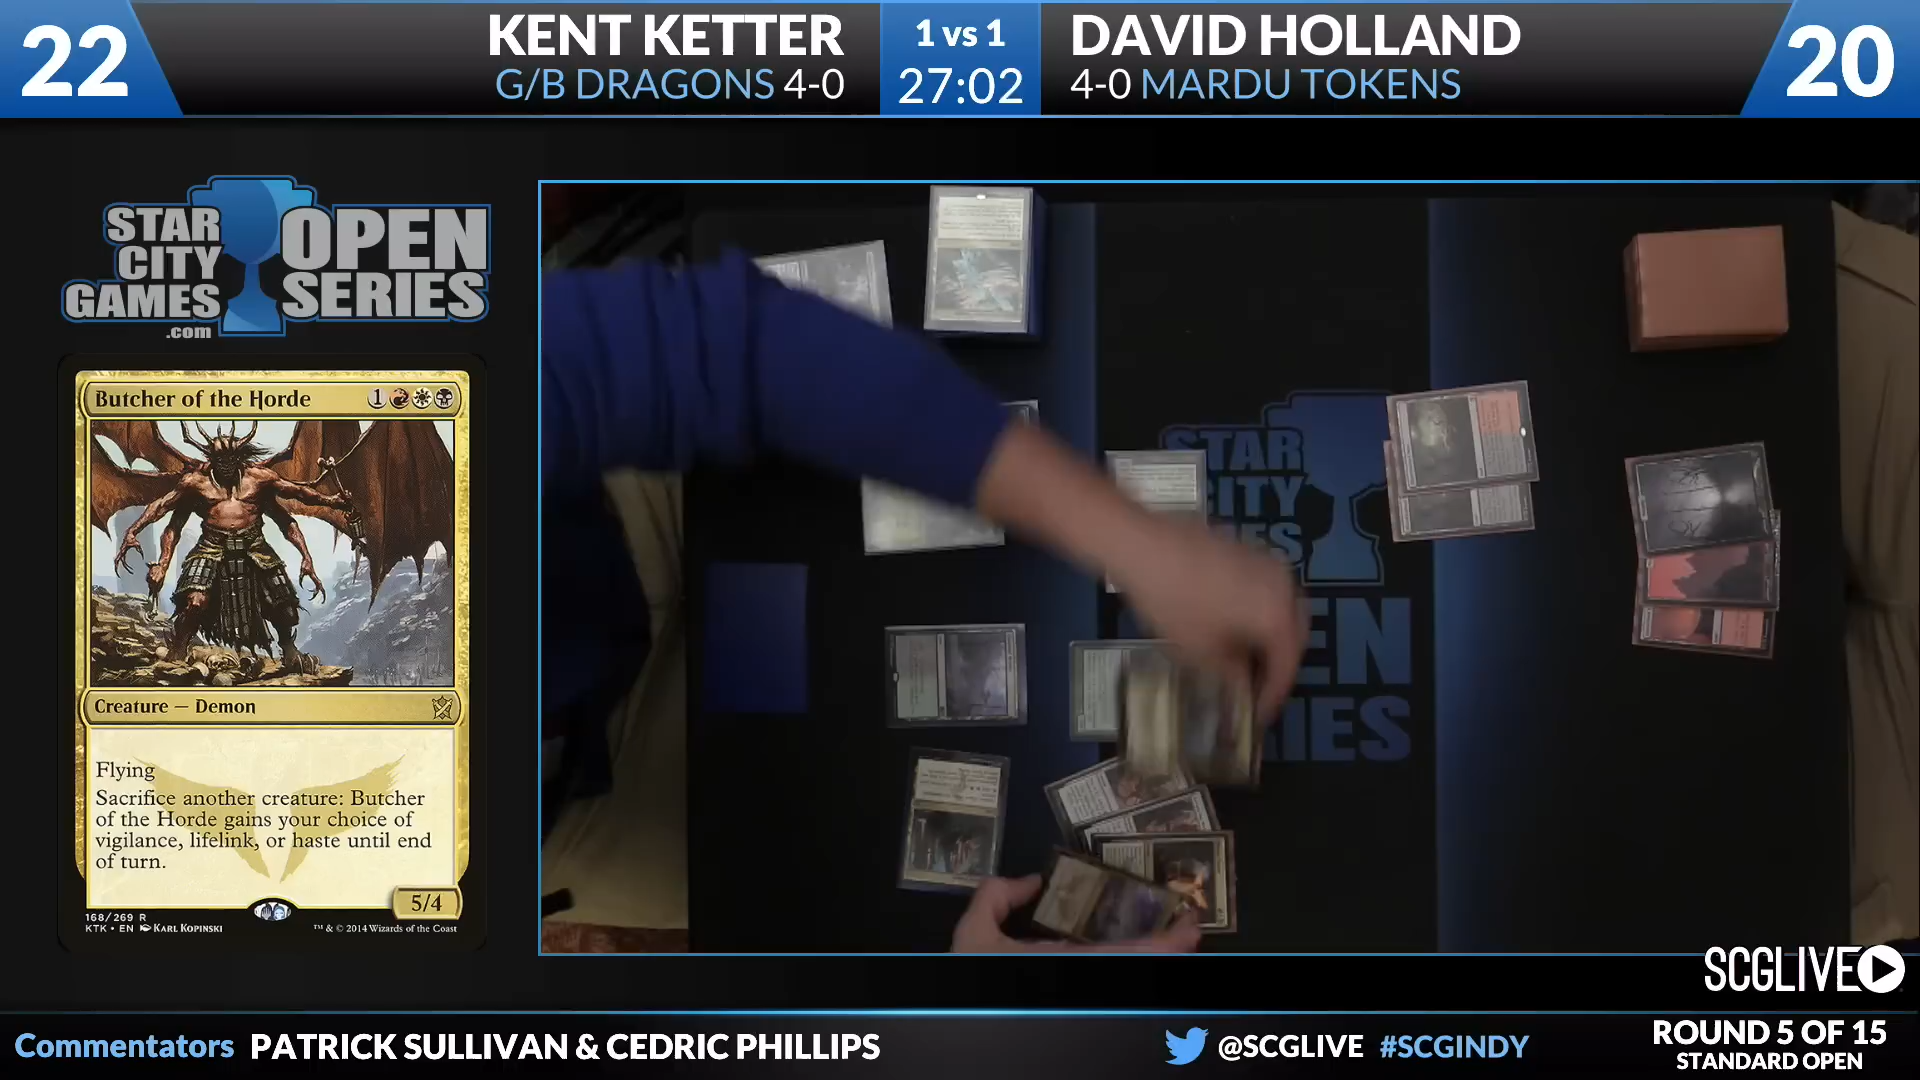 22
KENT KETTER
G/B DRAGONS 4-0
1 vs 1
27:02
DAVID HOLLAND
4-0 MARDU TOKENS
20
STAR CITY GAMES .com
OPEN SERIES
Butcher of the Horde 1
Creature — Demon
Flying
Sacrifice another creature: Butcher
of the Horde gains your choice of
vigilance, lifelink, or haste until end
of turn.
5/4
168/269 R
KTK • EN KARL KOPINSKI
™ & © 2014 Wizards of the Coast
STAR
CITY
SCGLIVE
Commentators PATRICK SULLIVAN & CEDRIC PHILLIPS
@SCGLIVE #SCGINDY
ROUND 5 OF 15
STANDARD OPEN